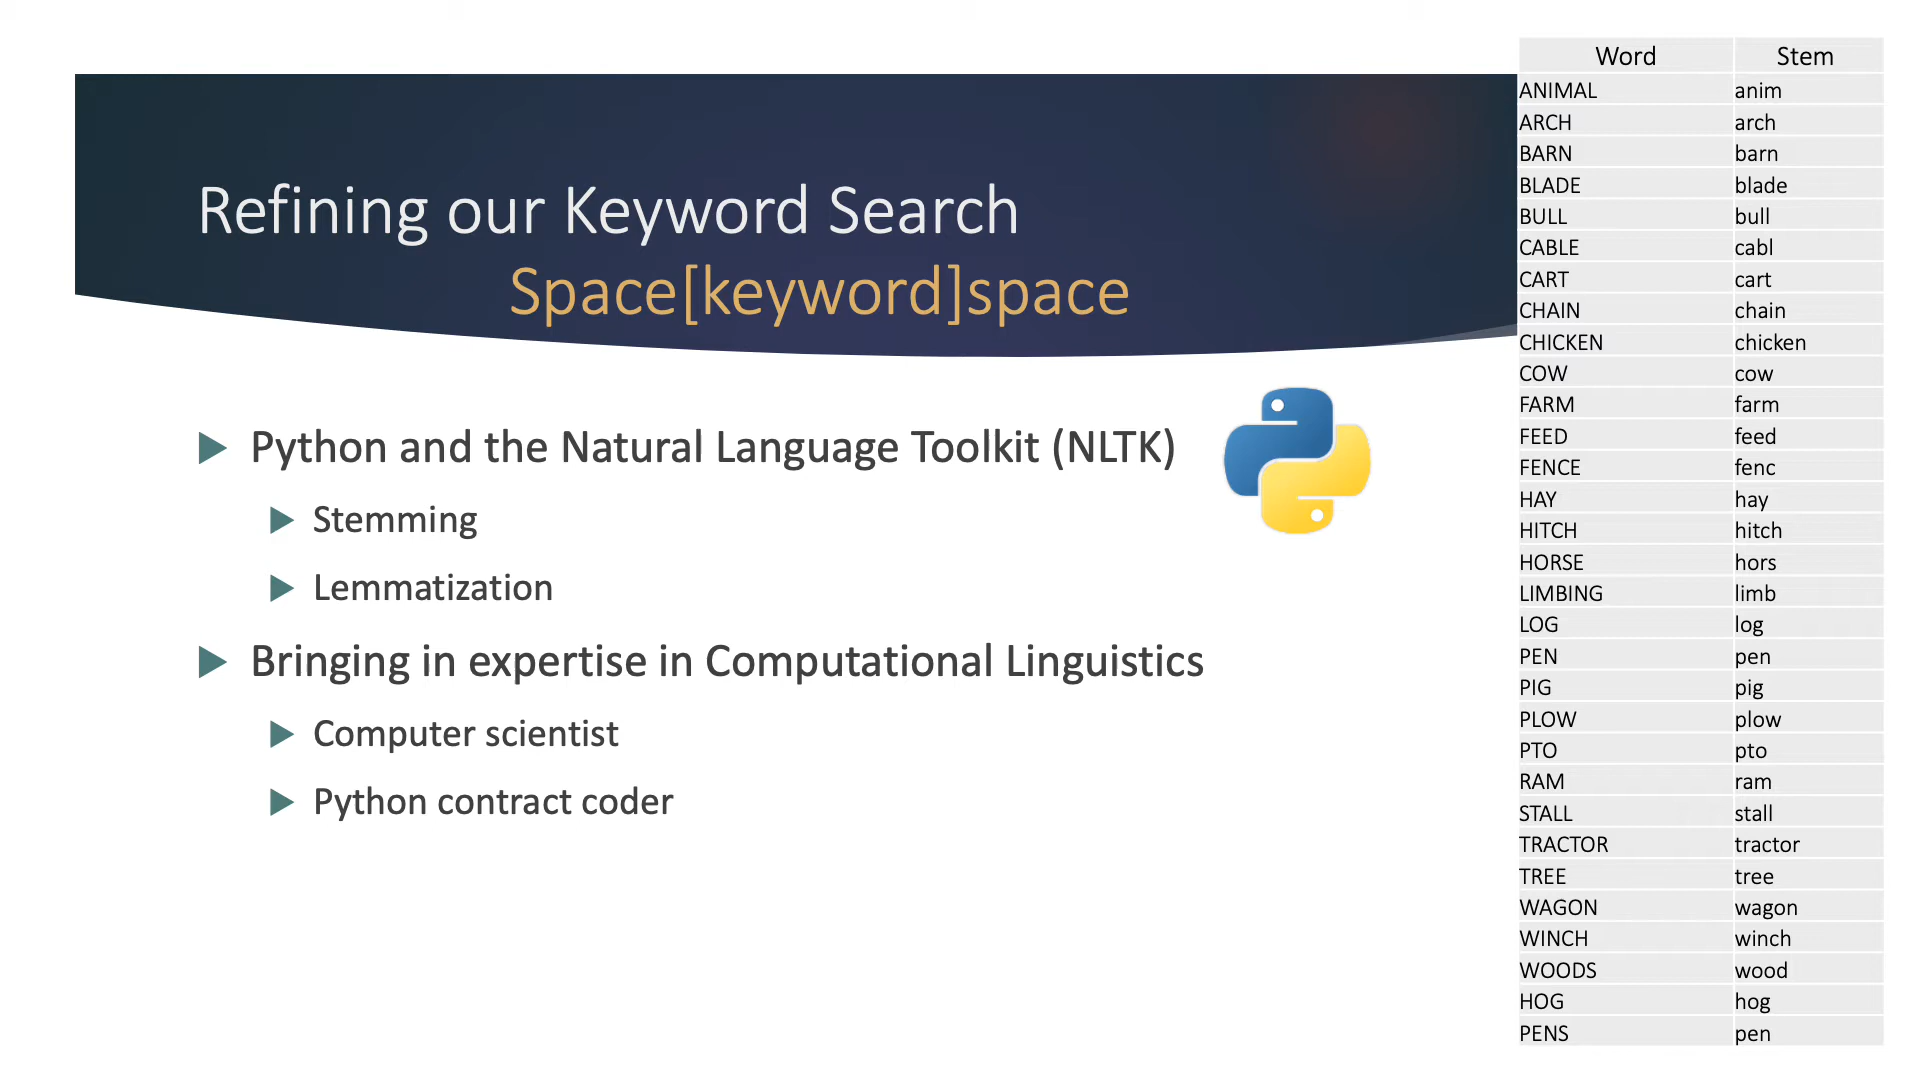 Refining our Keyword Search
Space[keyword]space
Python and the Natural Language Toolkit (NLTK)
Stemming
Lemmatization
Bringing in expertise in Computational Linguistics
Computer scientist
Python contract coder
Word Stem
ANIMAL anim
ARCH arch
BARN barn
BLADE blade
BULL bull
CABLE cabl
CART cart
CHAIN chain
CHICKEN chicken
COW cow
FARM farm
FEED feed
FENCE fenc
HAY hay
HITCH hitch
HORSE hors
LIMBING limb
LOG log
PEN pen
PIG pig
PLOW plow
PTO pto
RAM ram
STALL stall
TRACTOR tractor
TREE tree
WAGON wagon
WINCH winch
WOODS wood
HOG hog
PENS pen